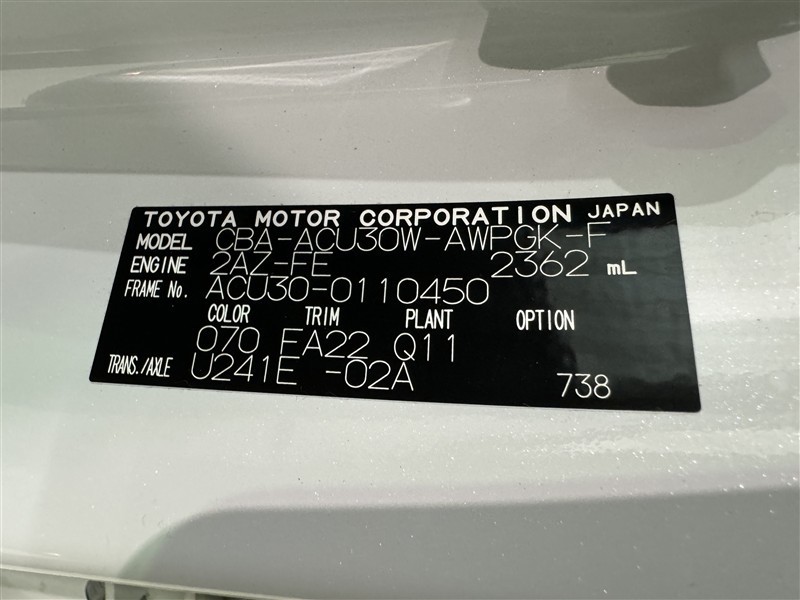 TOYOTA MOTOR CORPORATION JAPAN
MODEL CBA-ACU30W-AWPGK-F
ENGINE 2AZ-FE 2362 mL
FRAME No. ACU30-0110450
COLOR TRIM PLANT OPTION
070 FA22 Q11
TRANS./AXLE U241E -02A 738